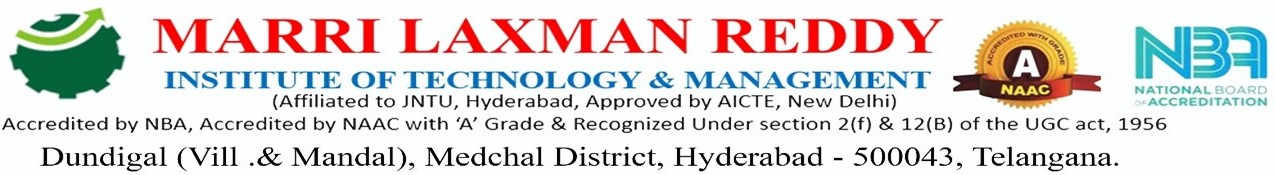 MARRI LAXMAN REDDY
INSTITUTE OF TECHNOLOGY & MANAGEMENT
(Affiliated to JNTU, Hyderabad, Approved by AICTE, New Delhi)
Accredited by NBA, Accredited by NAAC with ‘A’ Grade & Recognized Under section 2(f) & 12(B) of the UGC act, 1956
Dundigal (Vill .& Mandal), Medchal District, Hyderabad - 500043, Telangana.
ACCREDITED WITH GRADE
A
NAAC
NBA
NATIONAL BOARD
OF ACCREDITATION